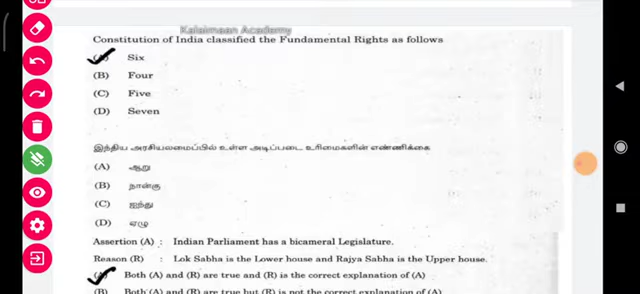 Kalaimaan Academy
Constitution of India classified the Fundamental Rights as follows
(A) Six
(B) Four
(C) Five
(D) Seven
இந்திய அரசியலமைப்பில் உள்ள அடிப்படை உரிமைகளின் எண்ணிக்கை
(A) ஆறு
(B) நான்கு
(C) ஐந்து
(D) ஏழு
Assertion (A) : Indian Parliament has a bicameral Legislature.
Reason (R) : Lok Sabha is the Lower house and Rajya Sabha is the Upper house.
(A) Both (A) and (R) are true and (R) is the correct explanation of (A)
(B) Both (A) and (R) are true but (R) is not the correct explanation of (A)